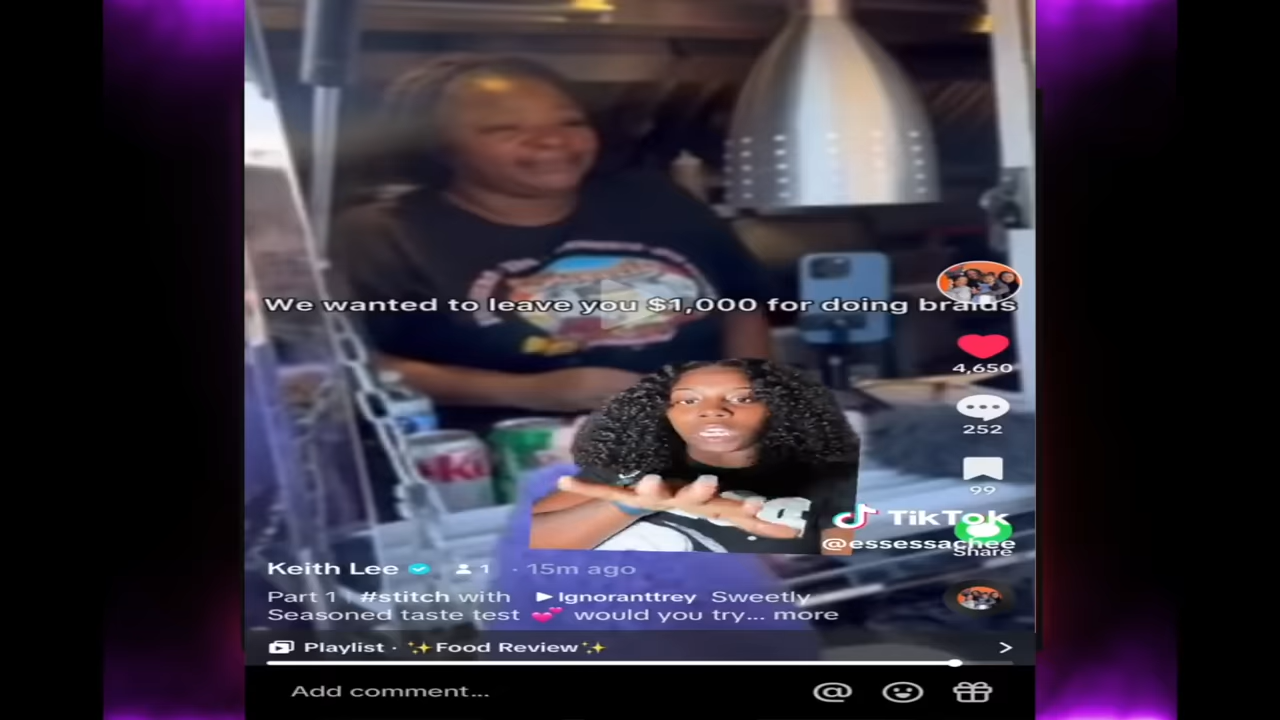 We wanted to leave you $1,000 for doing braids
4,650
252
99
TikTok
@essessachee
Share
Keith Lee 1 · 15m ago
Part 1 | #stitch with ▶ Ignoranttrey Sweetly
Seasoned taste test 💕 would you try... more
Playlist · ✨Food Review✨ >
Add comment... @